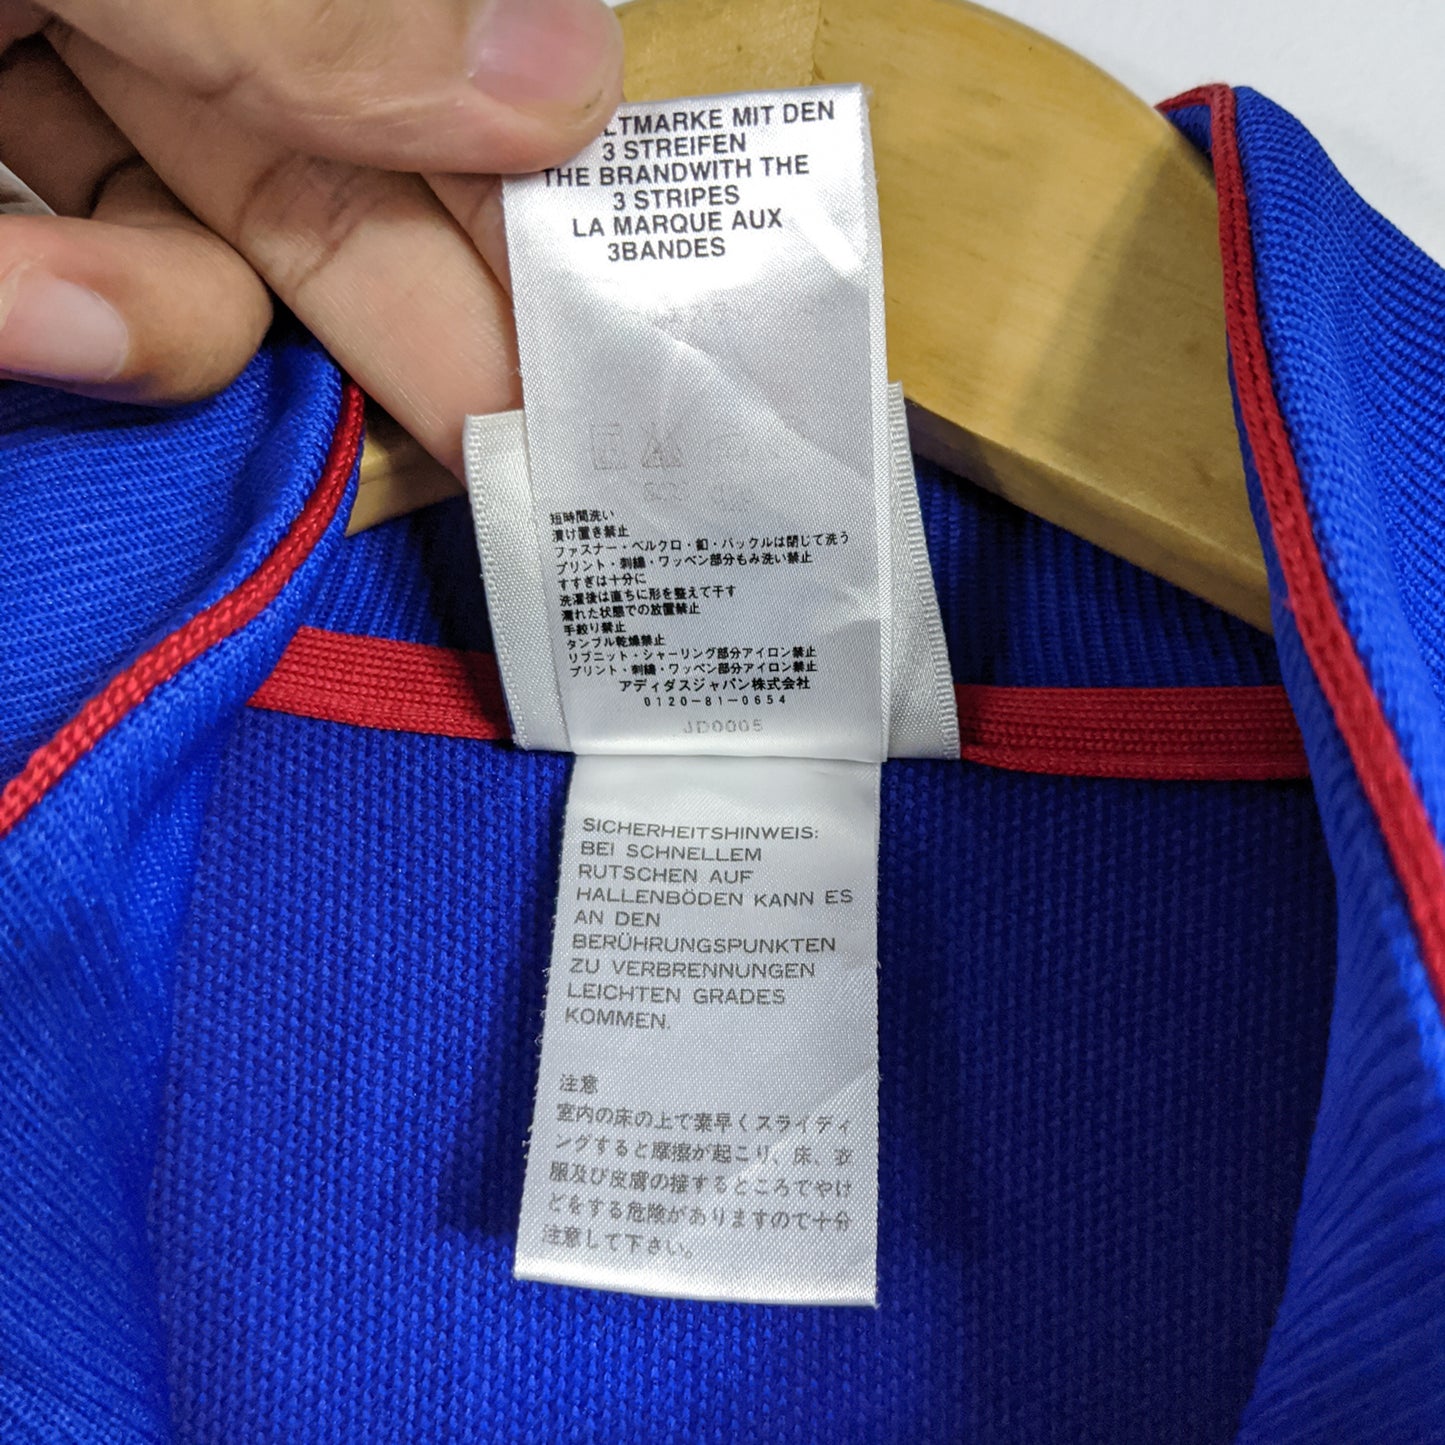 LTMARKE MIT DEN
3 STREIFEN
THE BRANDWITH THE
3 STRIPES
LA MARQUE AUX
3BANDES
短時間洗い
漬け置き禁止
ファスナー・ベルクロ・釦・バックルは閉じて洗う
プリント・刺繍・ワッペン部分もみ洗い禁止
すすぎは十分に
洗濯後は直ちに形を整えて干す
濡れた状態での放置禁止
手絞り禁止
タンブル乾燥禁止
リブニット・シャーリング部分アイロン禁止
プリント・刺繍・ワッペン部分アイロン禁止
アディダスジャパン株式会社
0120-81-0654
JD0005
SICHERHEITSHINWEIS:
BEI SCHNELLEM
RUTSCHEN AUF
HALLENBÖDEN KANN ES
AN DEN
BERÜHRUNGSPUNKTEN
ZU VERBRENNUNGEN
LEICHTEN GRADES
KOMMEN.
注意
室内の床の上で素早くスライディ
ングすると摩擦が起こり、床、衣
服及び皮膚の接するところでやけ
どをする危険がありますので十分
注意して下さい。